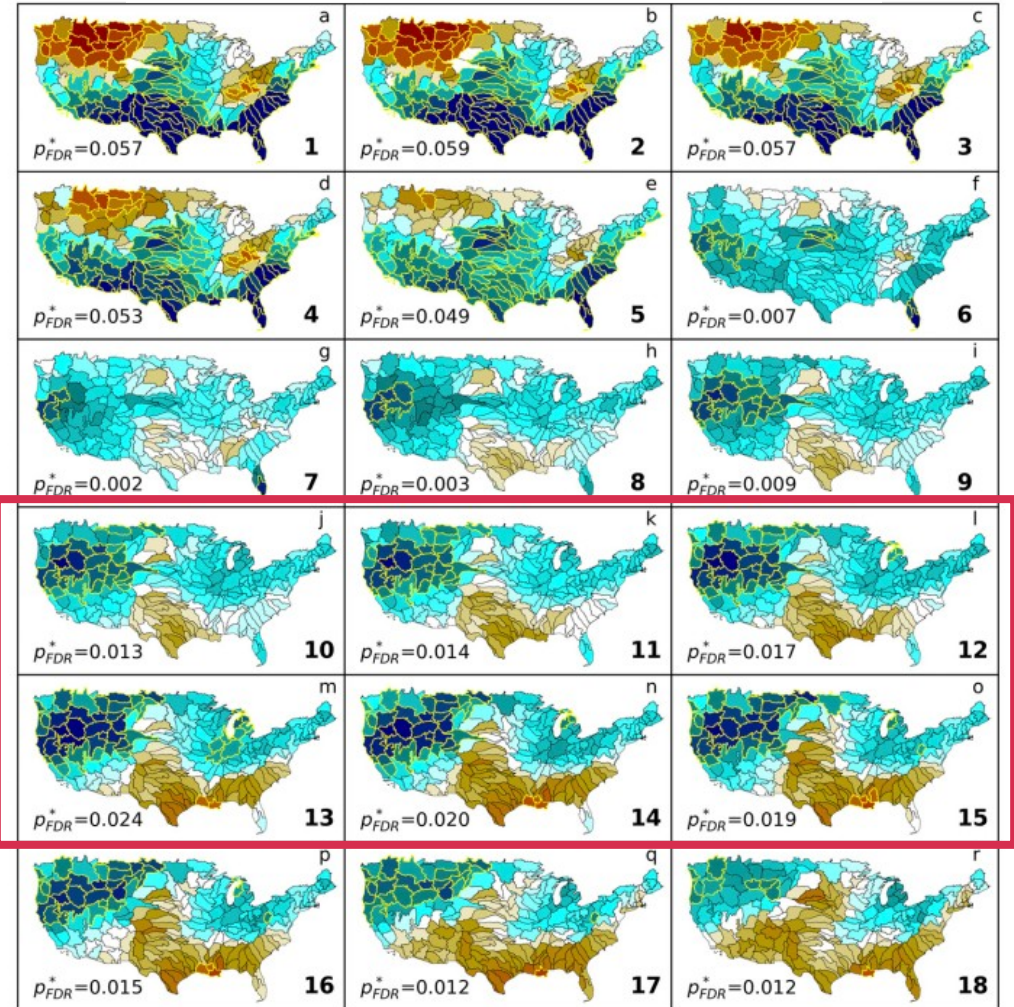 a
b
c
p*FDR=0.057 1
p*FDR=0.059 2
p*FDR=0.057 3
d
e
f
p*FDR=0.053 4
p*FDR=0.049 5
p*FDR=0.007 6
g
h
i
p*FDR=0.002 7
p*FDR=0.003 8
p*FDR=0.009 9
j
k
l
p*FDR=0.013 10
p*FDR=0.014 11
p*FDR=0.017 12
m
n
o
p*FDR=0.024 13
p*FDR=0.020 14
p*FDR=0.019 15
p
q
r
p*FDR=0.015 16
p*FDR=0.012 17
p*FDR=0.012 18